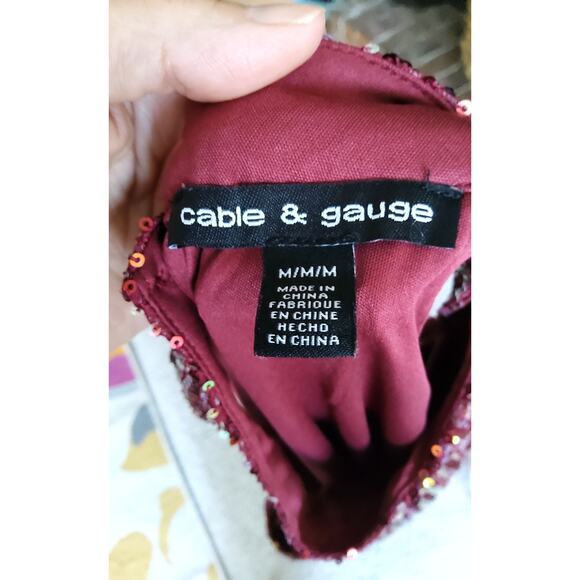 cable & gauge
M/M/M
MADE IN
CHINA
FABRIQUE
EN CHINE
HECHO
EN CHINA